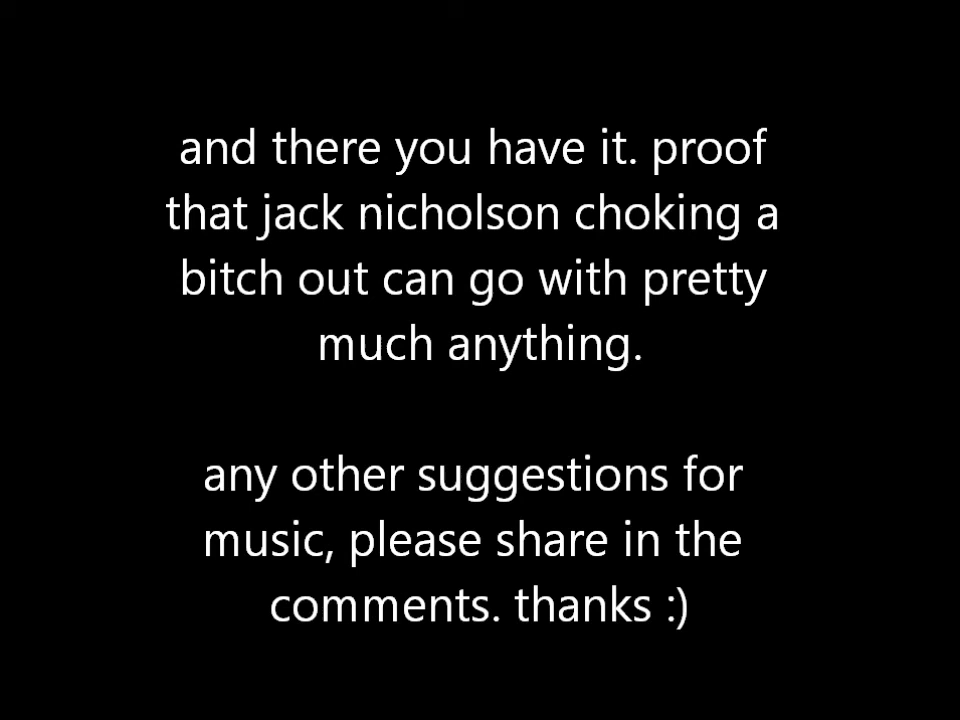 and there you have it. proof
that jack nicholson choking a
bitch out can go with pretty
much anything.
any other suggestions for
music, please share in the
comments. thanks :)